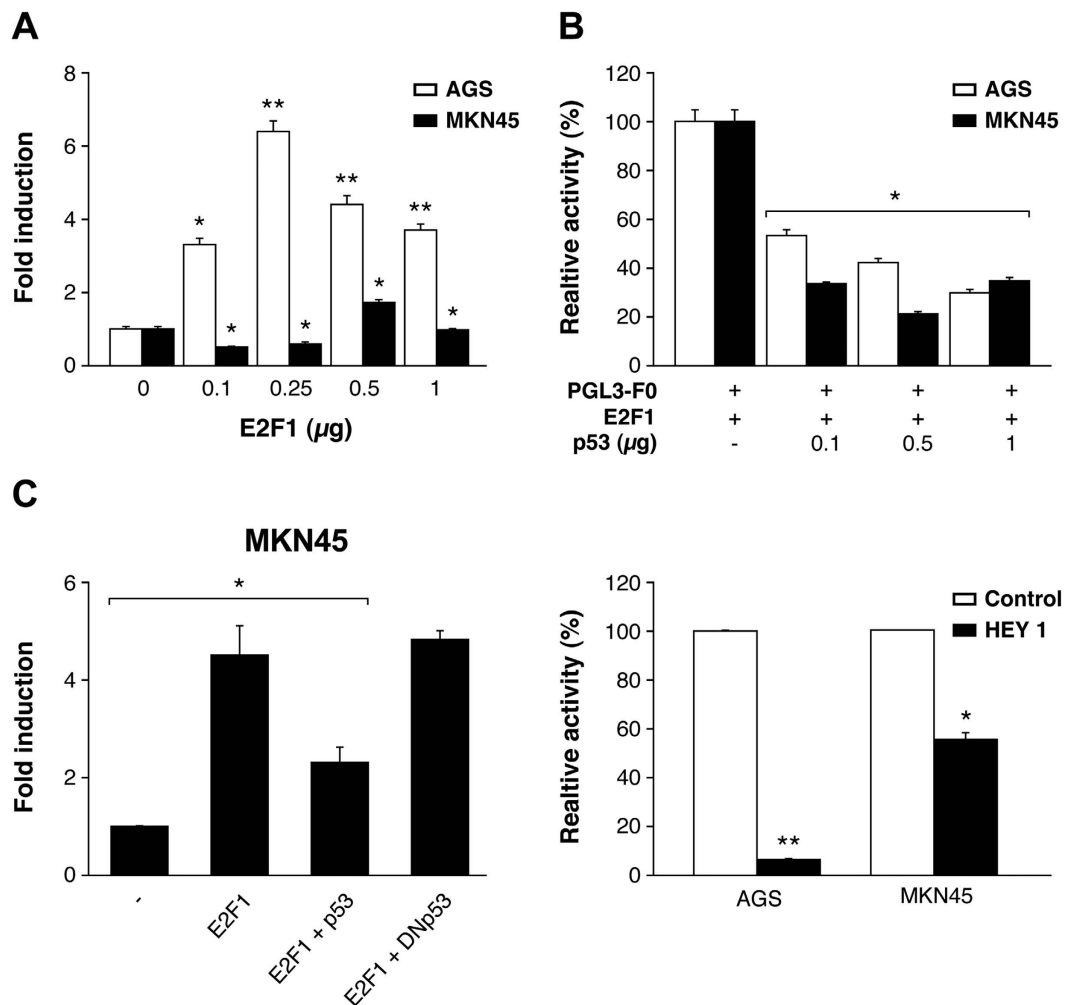 A
8
6
4
2
0
Fold induction
AGS
MKN45
**
*
**
**
*
*
*
*
*
0
0.1
0.25
0.5
1
E2F1 (µg)
B
120
100
80
60
40
20
0
Realtive activity (%)
AGS
MKN45
*
PGL3-F0 + + + +
E2F1 + + + +
p53 (µg) - 0.1 0.5 1
C
MKN45
6
4
2
0
Fold induction
*
-
E2F1
E2F1 + p53
E2F1 + DNp53
120
100
80
60
40
20
0
Realtive activity (%)
Control
HEY 1
**
*
AGS
MKN45